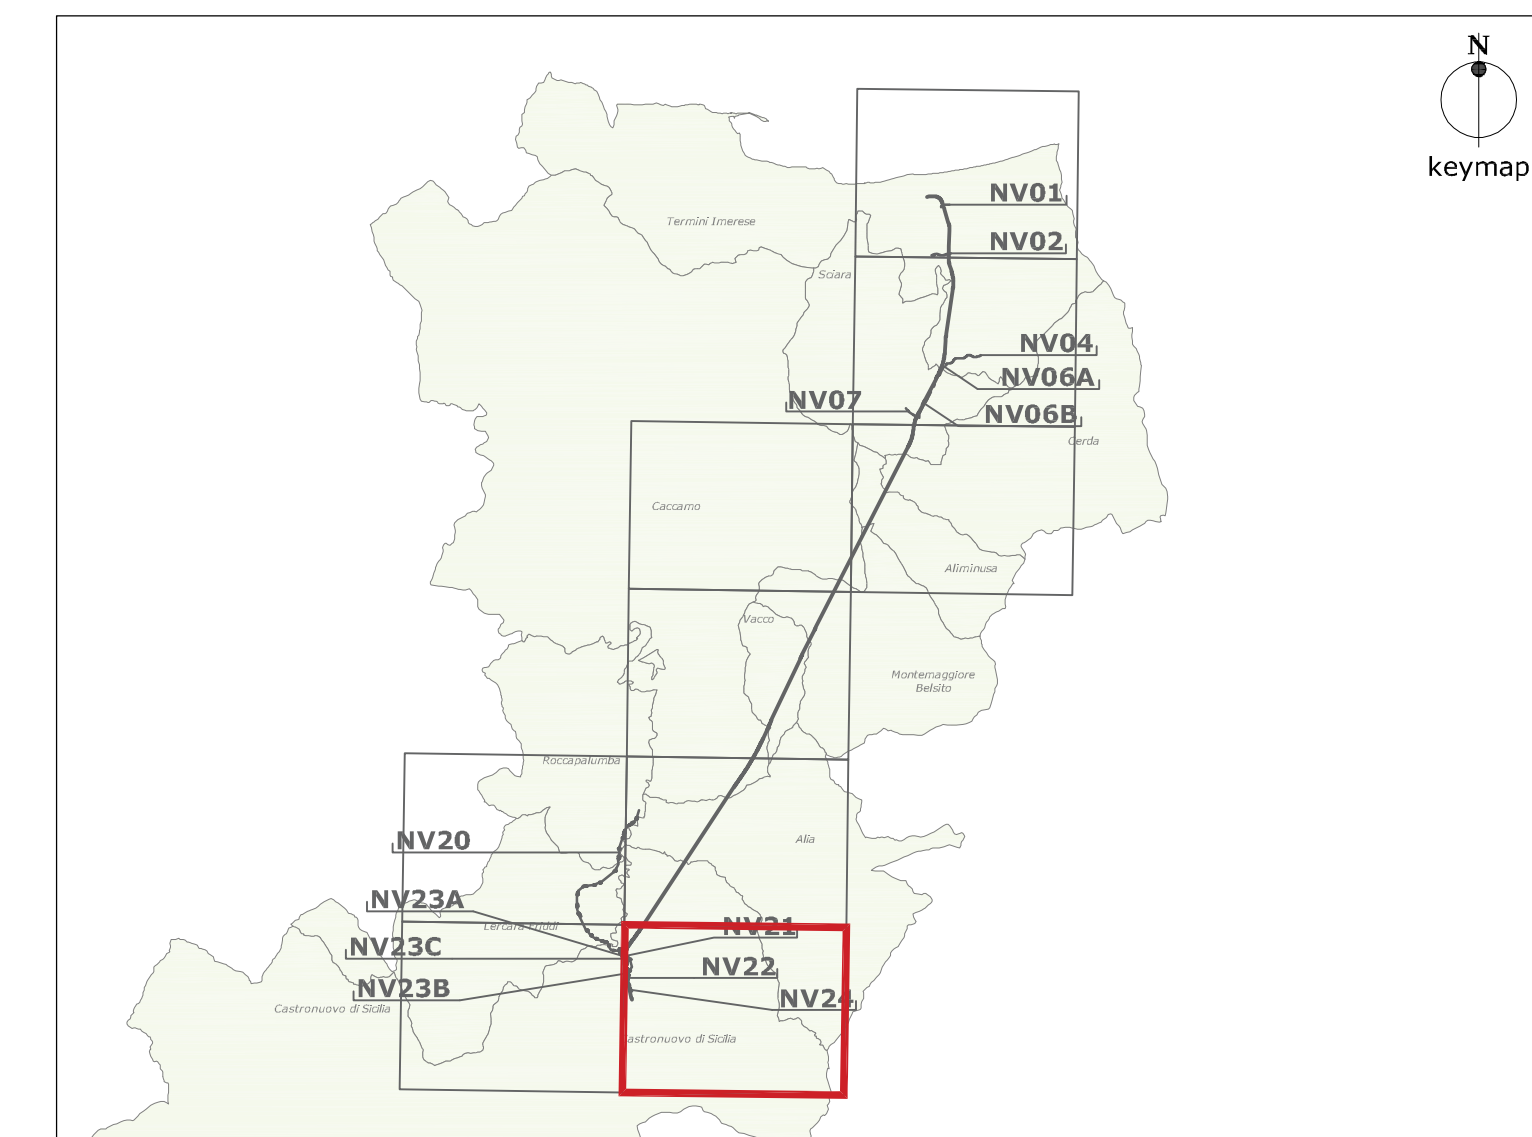 N
keymap
NV01
Termini Imerese
NV02
Sciara
NV04
NV06A
NV07
NV06B
Cerda
Caccamo
Aliminusa
Vacco
Montemaggiore
Belsito
Roccapalumba
NV20
Alia
NV23A
Lercara Friddi
NV21
NV23C
NV22
NV23B
NV24
Castronuovo di Sicilia
Castronuovo di Sicilia